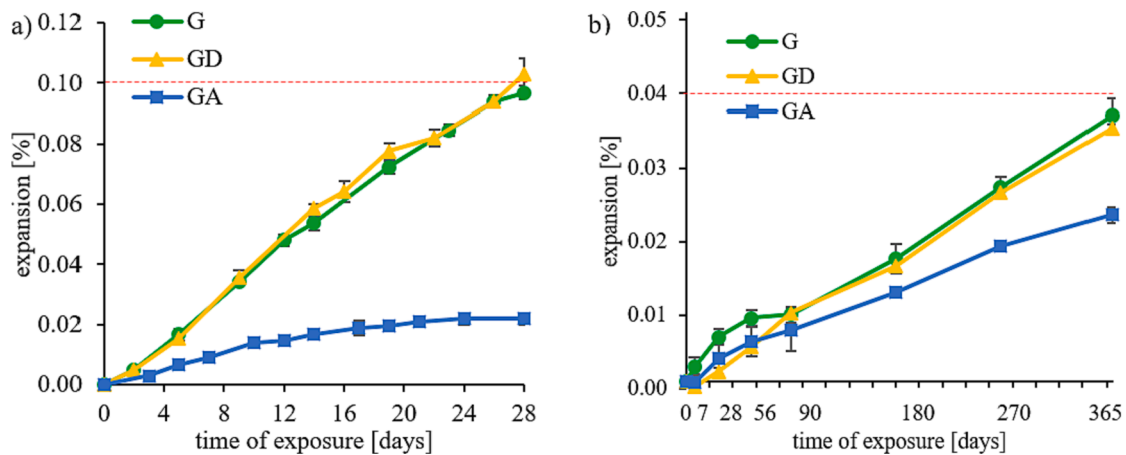 a)
G
GD
GA
0.12
0.10
0.08
0.06
0.04
0.02
0.00
expansion [%]
0 4 8 12 16 20 24 28
time of exposure [days]
b)
G
GD
GA
0.05
0.04
0.03
0.02
0.01
0.00
expansion [%]
0 7 28 56 90 180 270 365
time of exposure [days]